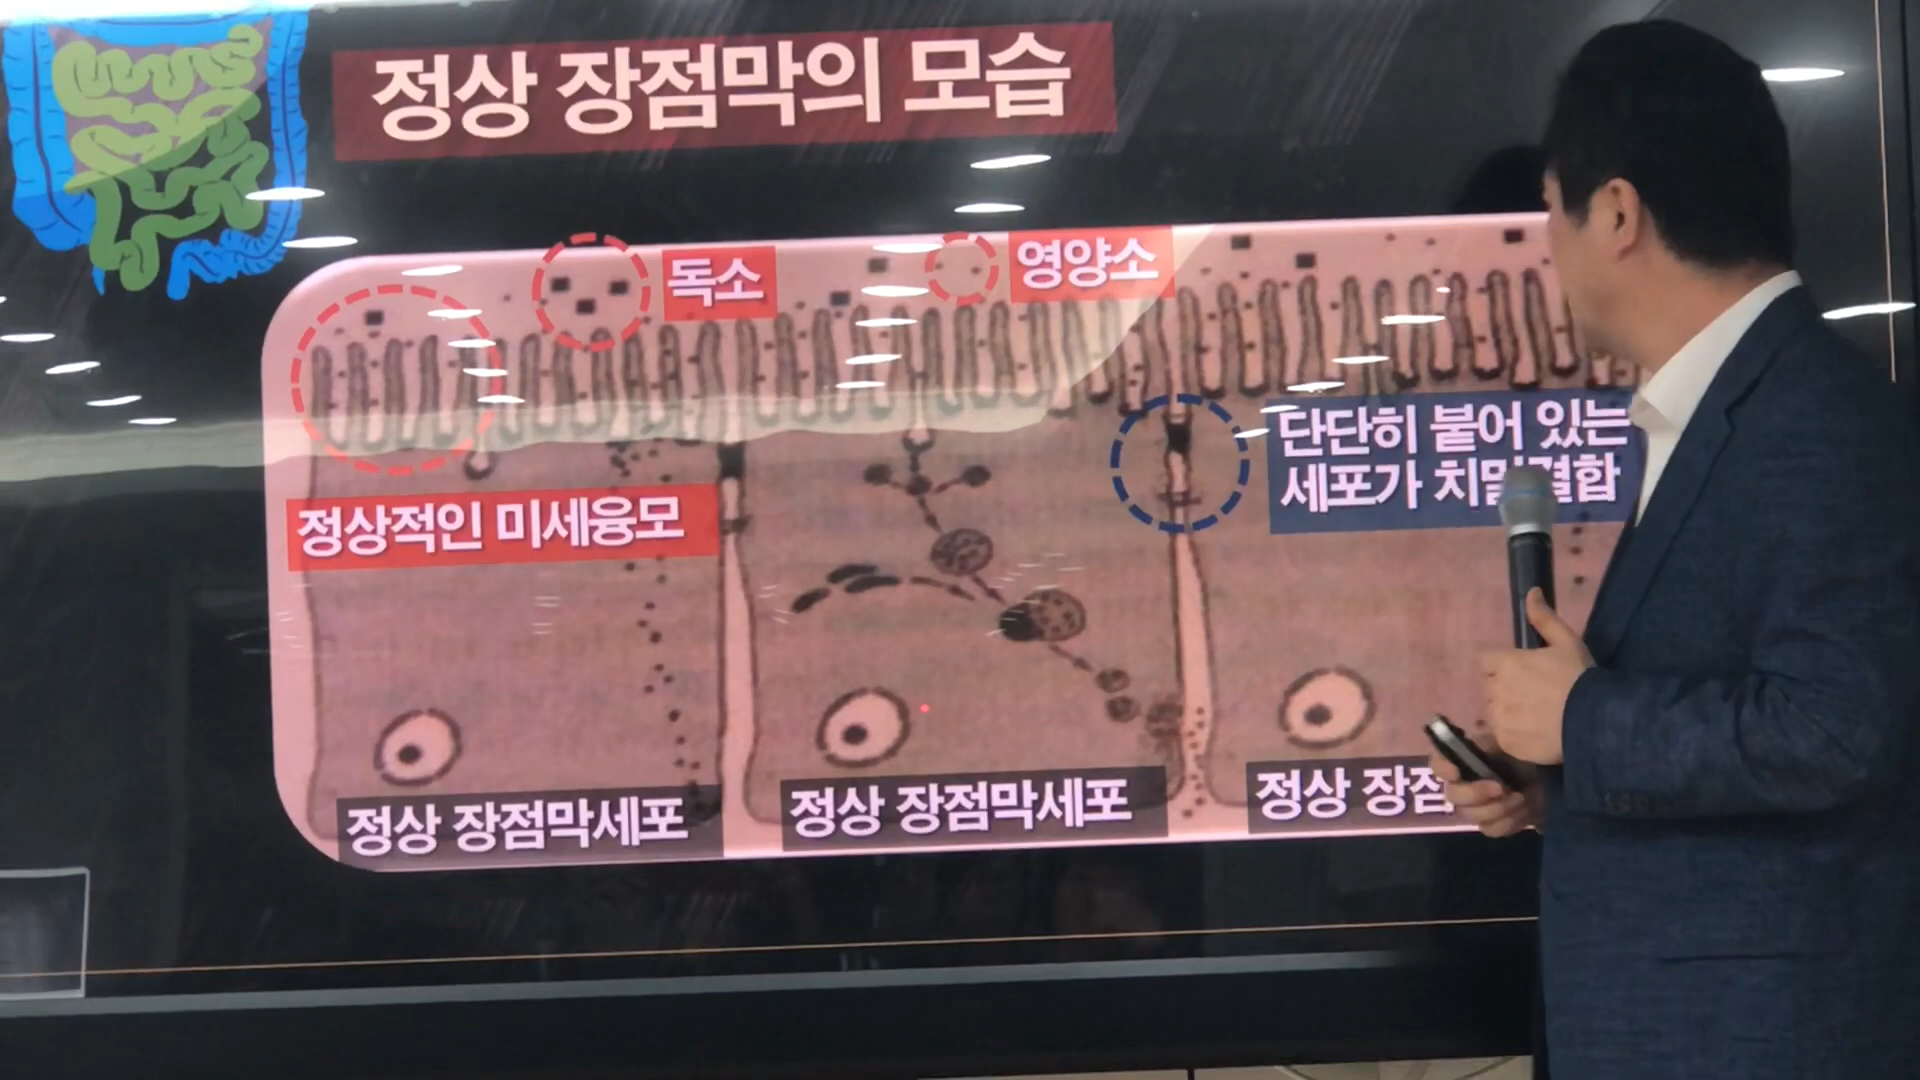 정상 장점막의 모습
독소
영양소
단단히 붙어 있는
세포가 치밀결합
정상적인 미세융모
정상 장점막세포
정상 장점막세포
정상 장점